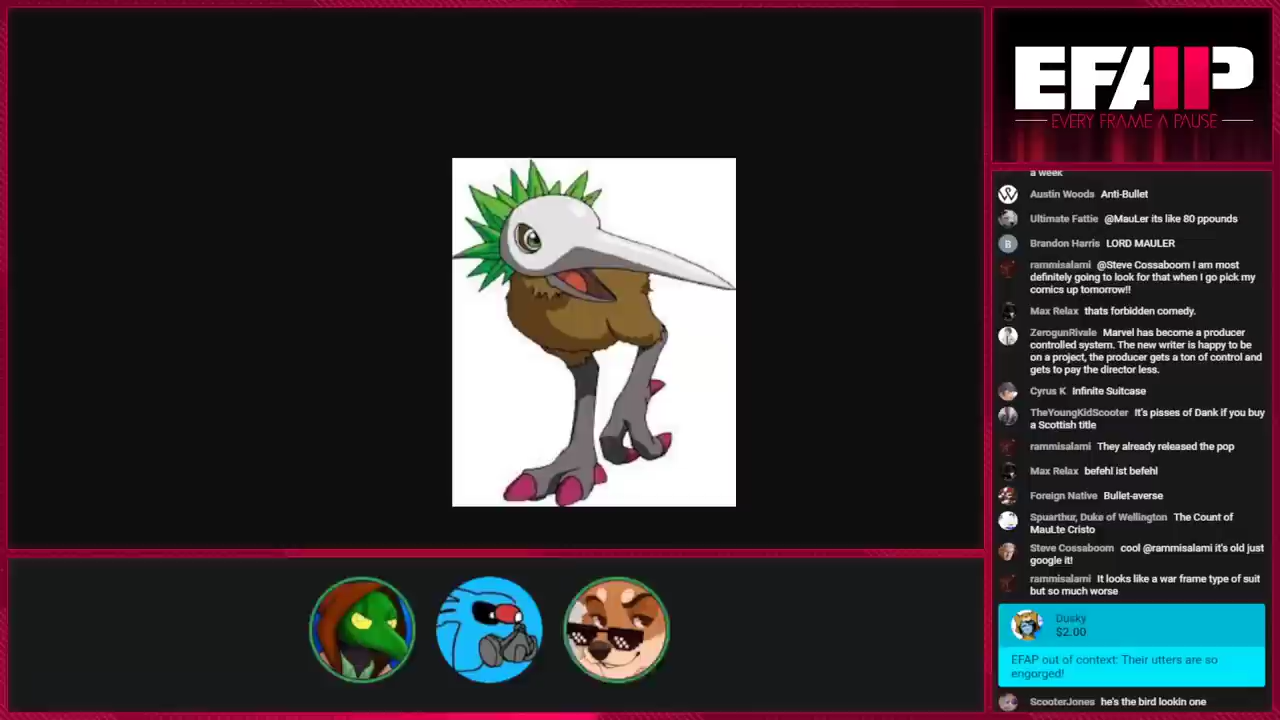 EFAP
EVERY FRAME A PAUSE
a week
Austin Woods Anti-Bullet
Ultimate Fattie @MauLer its like 80 ppounds
Brandon Harris LORD MAULER
rammisalami @Steve Cossaboom I am most
definitely going to look for that when I go pick my
comics up tomorrow!!
Max Relax thats forbidden comedy.
ZerogunRivale Marvel has become a producer
controlled system. The new writer is happy to be
on a project, the producer gets a ton of control and
gets to pay the director less.
Cyrus K Infinite Suitcase
TheYoungKidScooter It's pisses of Dank if you buy
a Scottish title
rammisalami They already released the pop
Max Relax befehl ist befehl
Foreign Native Bullet-averse
Spuarthur, Duke of Wellington The Count of
MauLte Cristo
Steve Cossaboom cool @rammisalami it's old just
google it!
rammisalami It looks like a war frame type of suit
but so much worse
Dusky
$2.00
EFAP out of context: Their utters are so
engorged!
ScooterJones he's the bird lookin one